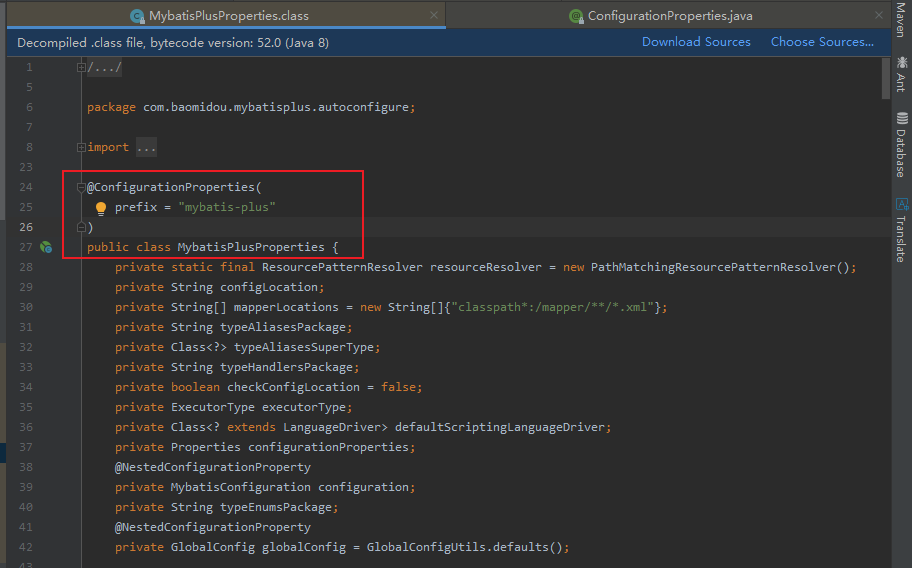 MybatisPlusProperties.class
ConfigurationProperties.java
Decompiled .class file, bytecode version: 52.0 (Java 8)
Download Sources
Choose Sources...
1 /.../
5
6 package com.baomidou.mybatisplus.autoconfigure;
7
8 import ...
23
24 @ConfigurationProperties(
25 prefix = "mybatis-plus"
26 )
27 public class MybatisPlusProperties {
28 private static final ResourcePatternResolver resourceResolver = new PathMatchingResourcePatternResolver();
29 private String configLocation;
30 private String[] mapperLocations = new String[]{"classpath*:/mapper/**/*.xml"};
31 private String typeAliasesPackage;
32 private Class<?> typeAliasesSuperType;
33 private String typeHandlersPackage;
34 private boolean checkConfigLocation = false;
35 private ExecutorType executorType;
36 private Class<? extends LanguageDriver> defaultScriptingLanguageDriver;
37 private Properties configurationProperties;
38 @NestedConfigurationProperty
39 private MybatisConfiguration configuration;
40 private String typeEnumsPackage;
41 @NestedConfigurationProperty
42 private GlobalConfig globalConfig = GlobalConfigUtils.defaults();
43
Maven
Ant
Database
Translate